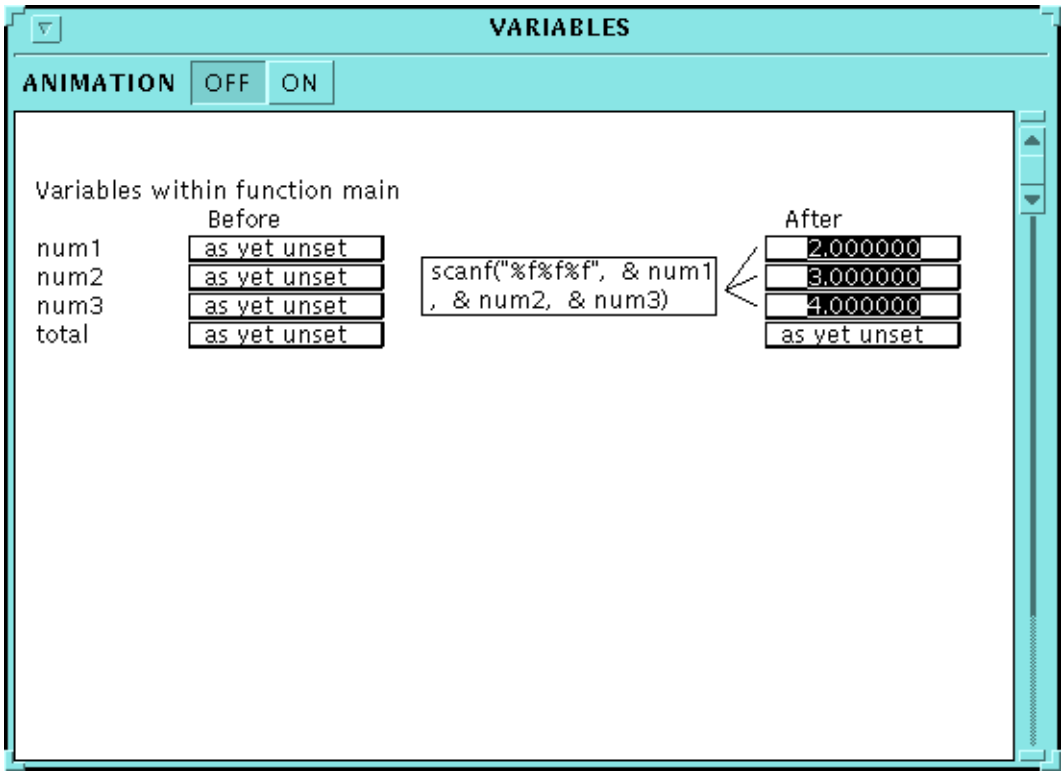 VARIABLES
ANIMATION OFF ON
Variables within function main
Before After
num1 as yet unset 2.000000
num2 as yet unset scanf("%f%f%f", & num1 3.000000
num3 as yet unset , & num2, & num3) 4.000000
total as yet unset as yet unset